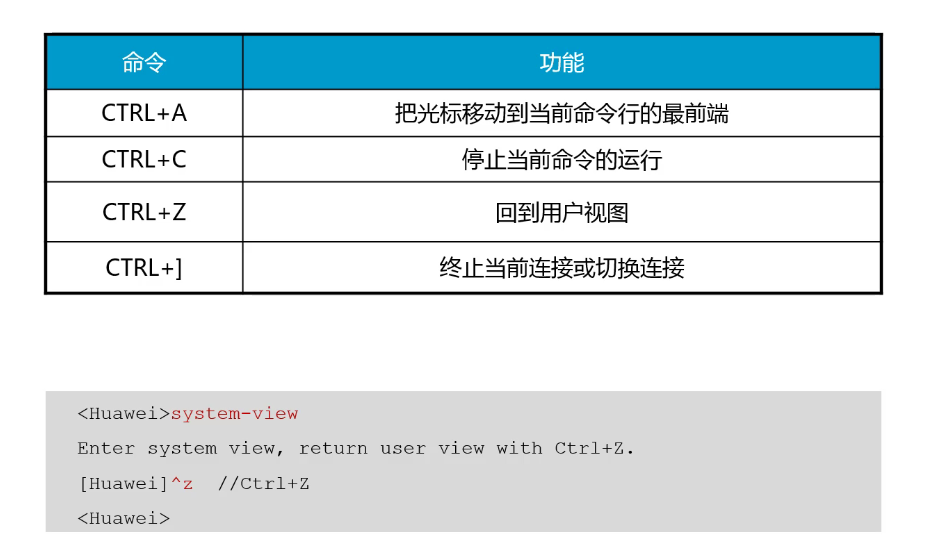 命令 功能
CTRL+A 把光标移动到当前命令行的最前端
CTRL+C 停止当前命令的运行
CTRL+Z 回到用户视图
CTRL+] 终止当前连接或切换连接
<Huawei>system-view
Enter system view, return user view with Ctrl+Z.
[Huawei]^z //Ctrl+Z
<Huawei>